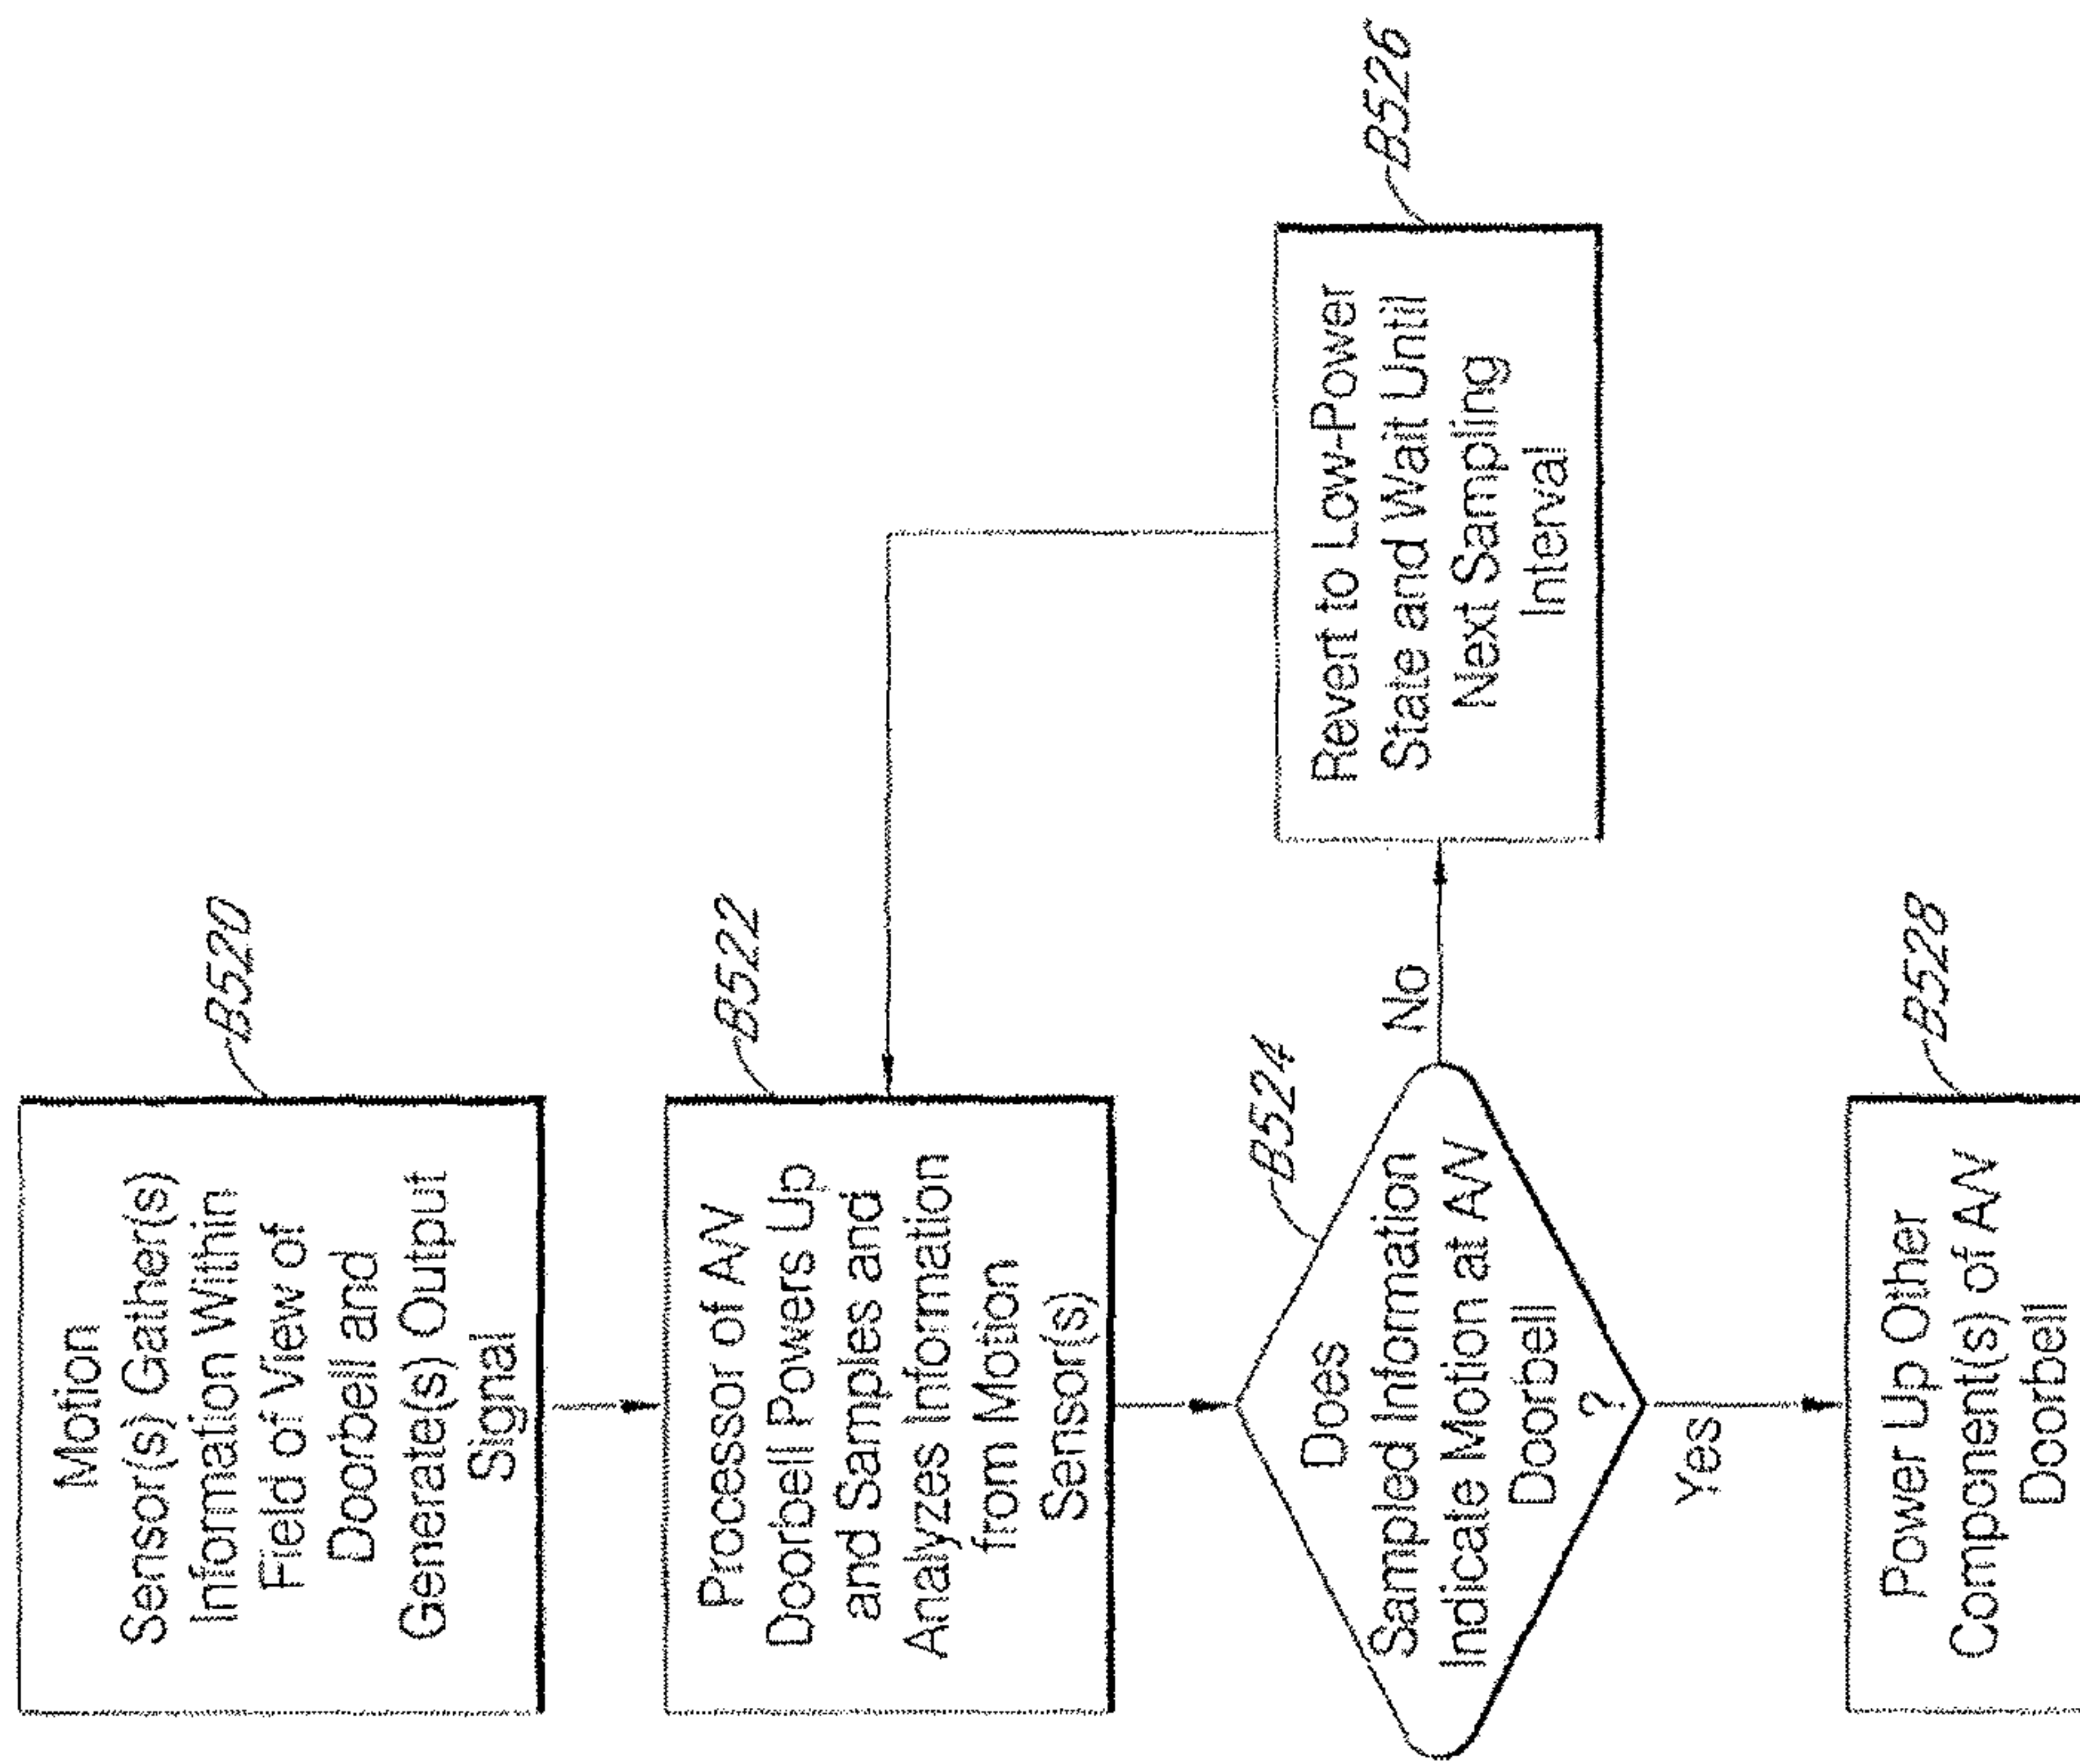 Motion
Sensor(s) Gather(s)
Information Within
Field of View of
Doorbell and
Generate(s) Output
Signal
B520
Processor of A/V
Doorbell Powers Up
and Samples and
Analyzes Information
from Motion
Sensor(s)
B522
Does
Sampled Information
Indicate Motion at A/V
Doorbell
?
B524
No
Revert to Low-Power
State and Wait Until
Next Sampling
Interval
B526
Yes
Power Up Other
Component(s) of A/V
Doorbell
B528